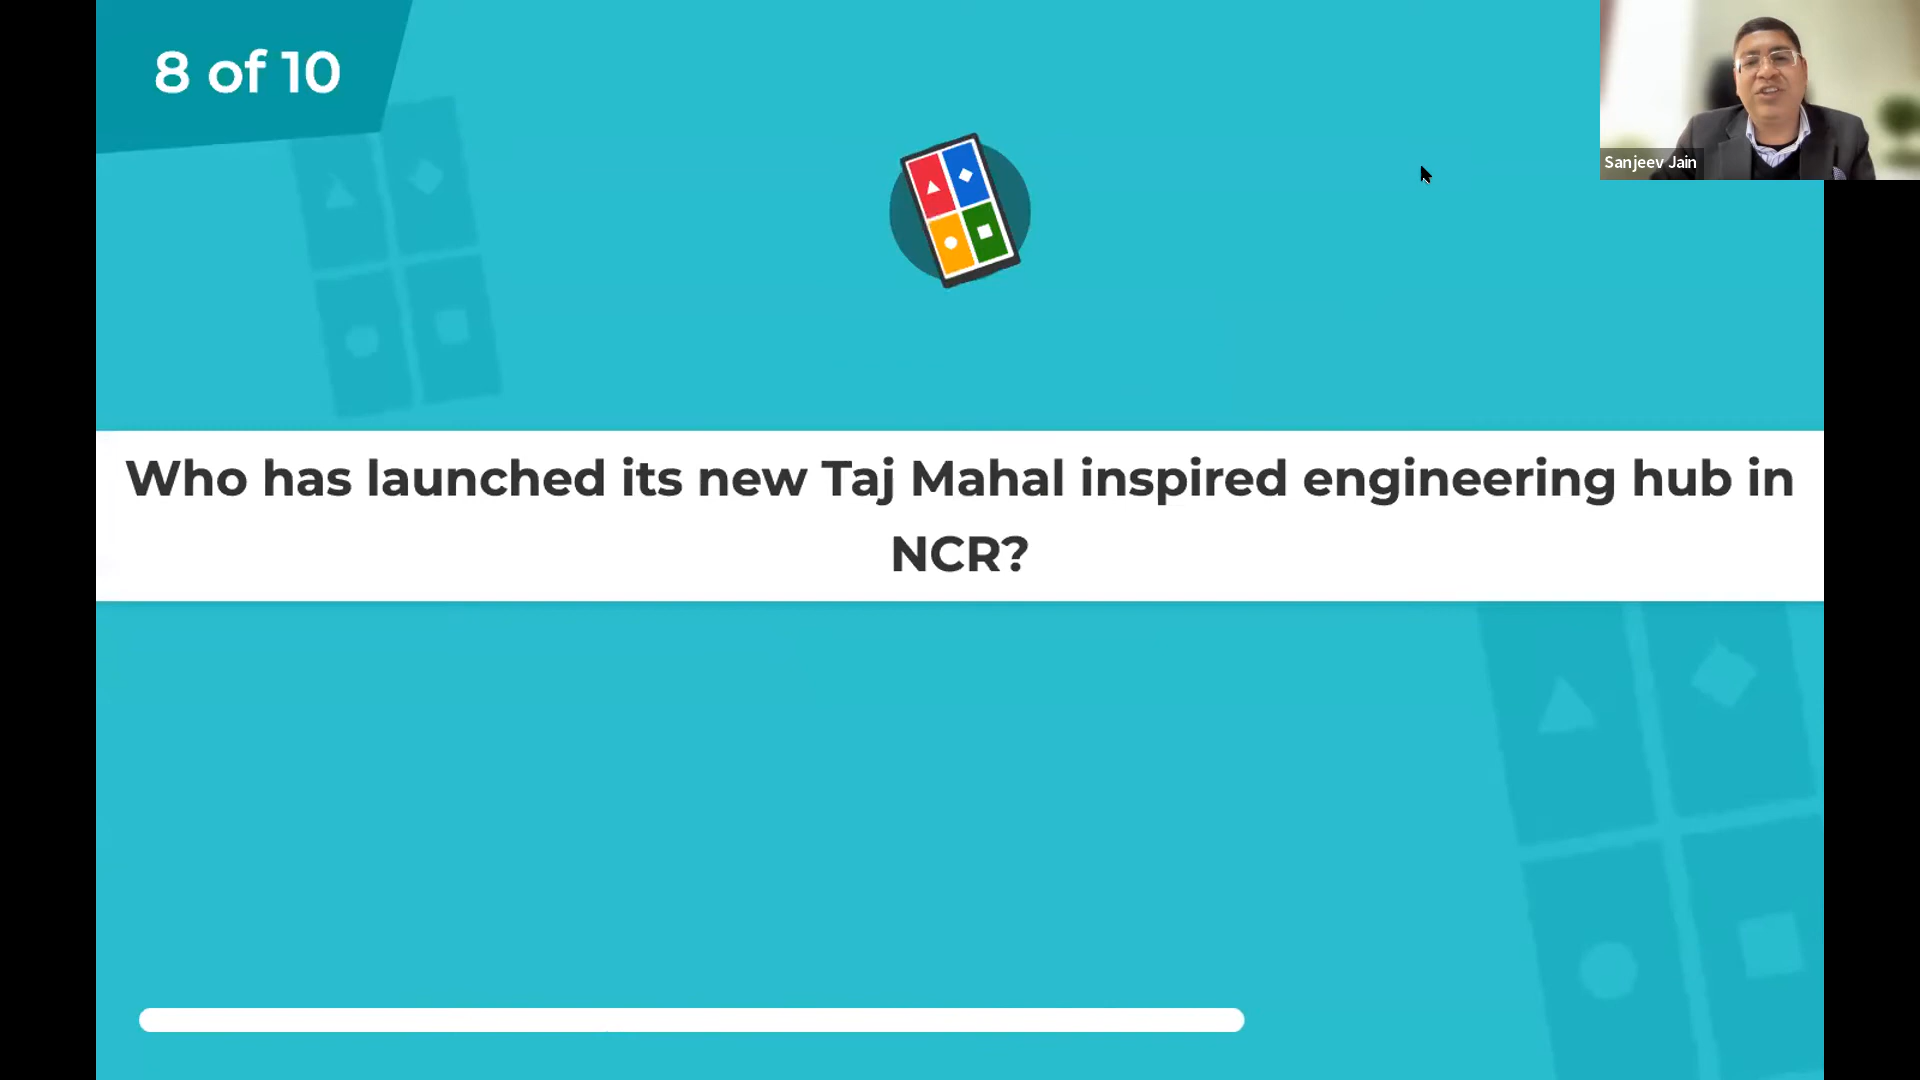 8 of 10
Sanjeev Jain
Who has launched its new Taj Mahal inspired engineering hub in
NCR?